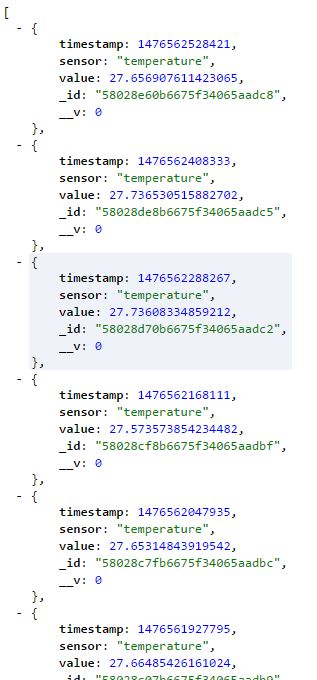 [
- {
timestamp: 1476562528421,
sensor: "temperature",
value: 27.656907611423065,
_id: "58028e60b6675f34065aadc8",
__v: 0
},
- {
timestamp: 1476562408333,
sensor: "temperature",
value: 27.736530515882702,
_id: "58028de8b6675f34065aadc5",
__v: 0
},
- {
timestamp: 1476562288267,
sensor: "temperature",
value: 27.73608334859212,
_id: "58028d70b6675f34065aadc2",
__v: 0
},
- {
timestamp: 1476562168111,
sensor: "temperature",
value: 27.573573854234482,
_id: "58028cf8b6675f34065aadbf",
__v: 0
},
- {
timestamp: 1476562047935,
sensor: "temperature",
value: 27.65314843919542,
_id: "58028c7fb6675f34065aadbc",
__v: 0
},
- {
timestamp: 1476561927795,
sensor: "temperature",
value: 27.66485426161024,
_id: "58028c07b6675f34065aadb9",